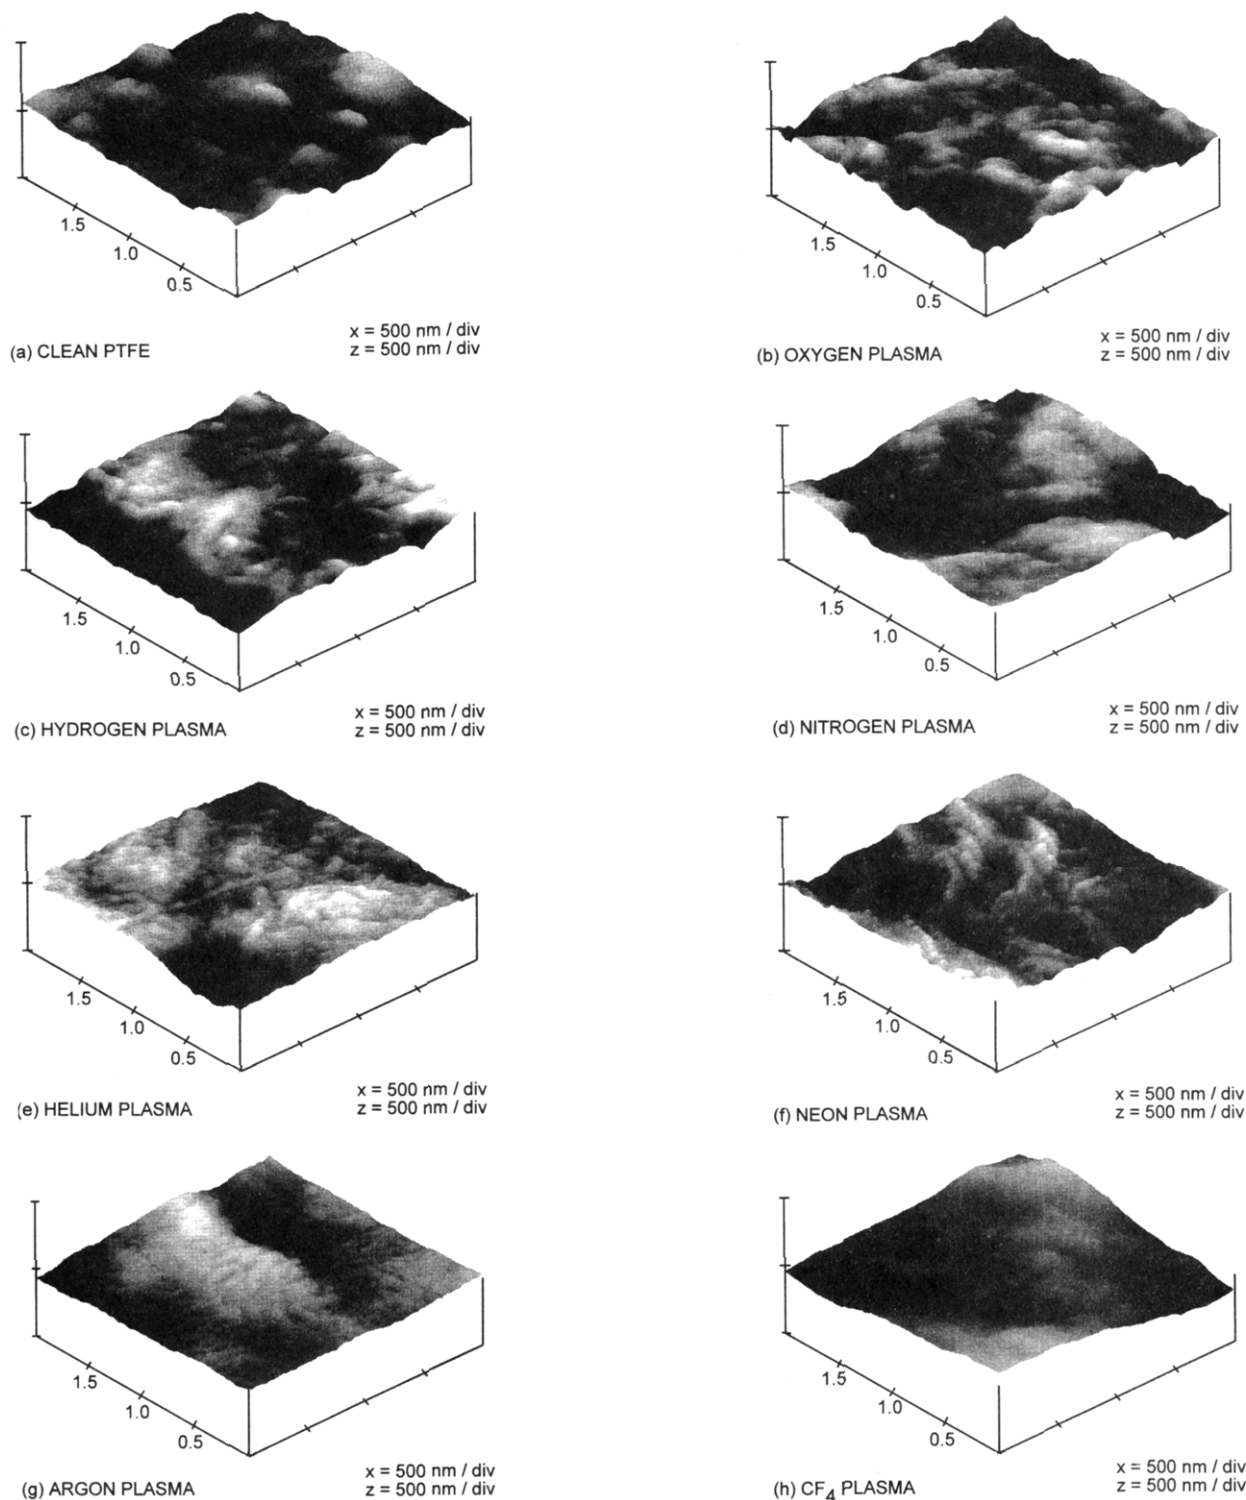 1.5
1.0
0.5
x = 500 nm / div
z = 500 nm / div
(a) CLEAN PTFE
1.5
1.0
0.5
x = 500 nm / div
z = 500 nm / div
(b) OXYGEN PLASMA
1.5
1.0
0.5
x = 500 nm / div
z = 500 nm / div
(c) HYDROGEN PLASMA
1.5
1.0
0.5
x = 500 nm / div
z = 500 nm / div
(d) NITROGEN PLASMA
1.5
1.0
0.5
x = 500 nm / div
z = 500 nm / div
(e) HELIUM PLASMA
1.5
1.0
0.5
x = 500 nm / div
z = 500 nm / div
(f) NEON PLASMA
1.5
1.0
0.5
x = 500 nm / div
z = 500 nm / div
(g) ARGON PLASMA
1.5
1.0
0.5
x = 500 nm / div
z = 500 nm / div
(h) CF4 PLASMA